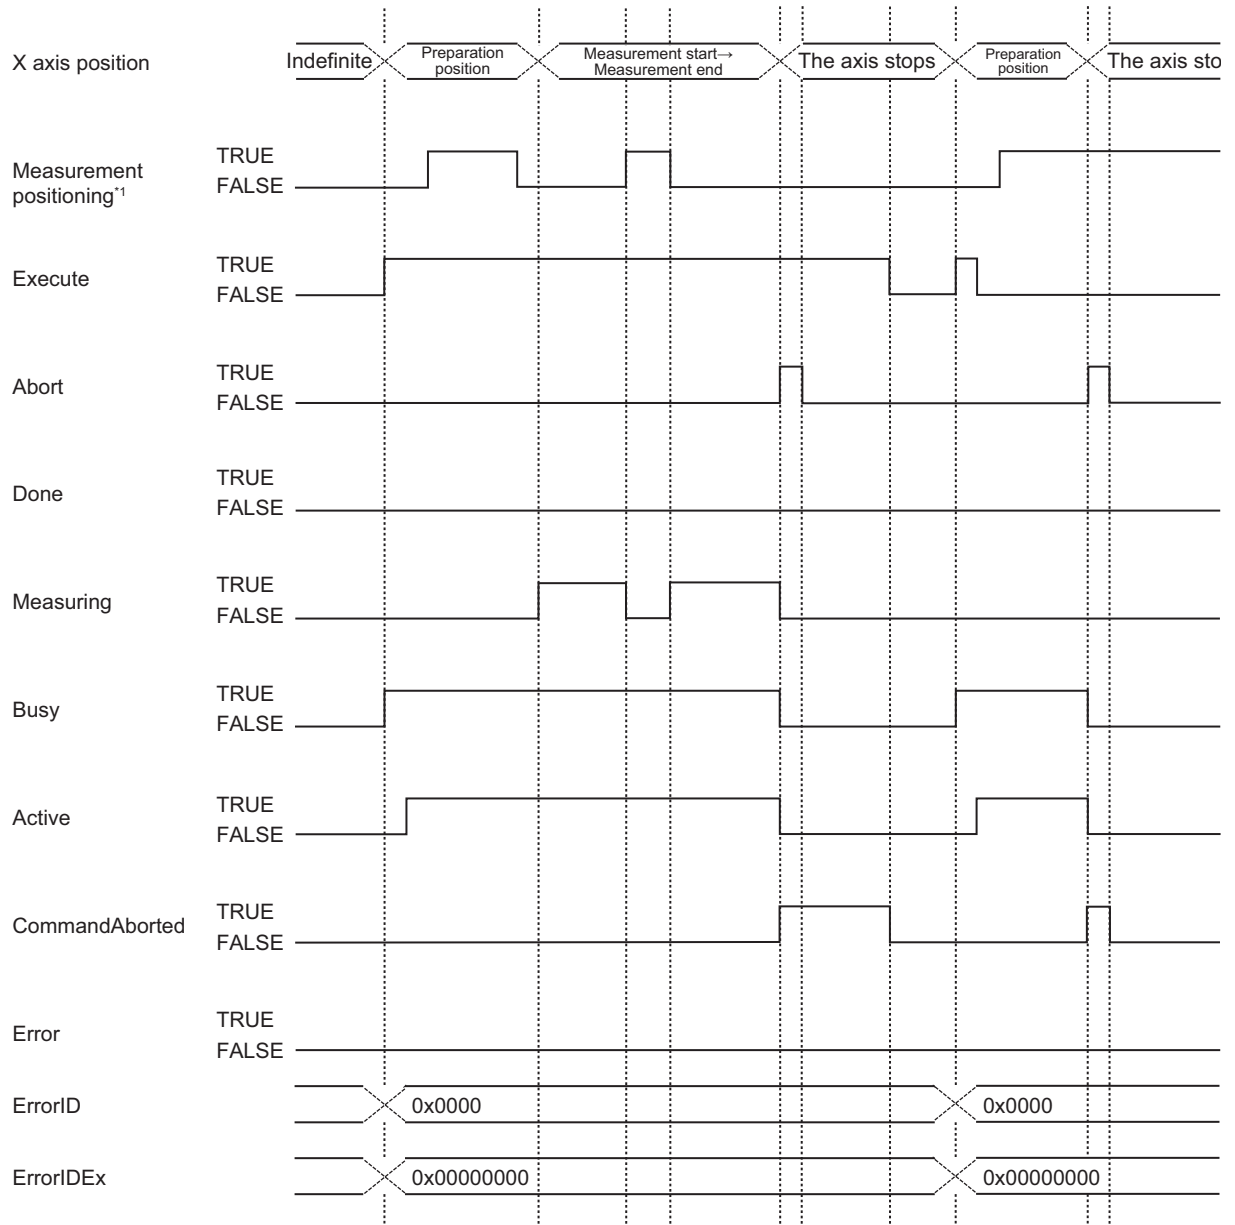 X axis position
Indefinite
Preparation
position
Measurement start→
Measurement end
The axis stops
Preparation
position
The axis sto
Measurement
positioning*1
TRUE
FALSE
Execute
TRUE
FALSE
Abort
TRUE
FALSE
Done
TRUE
FALSE
Measuring
TRUE
FALSE
Busy
TRUE
FALSE
Active
TRUE
FALSE
CommandAborted
TRUE
FALSE
Error
TRUE
FALSE
ErrorID
0x0000
0x0000
ErrorIDEx
0x00000000
0x00000000